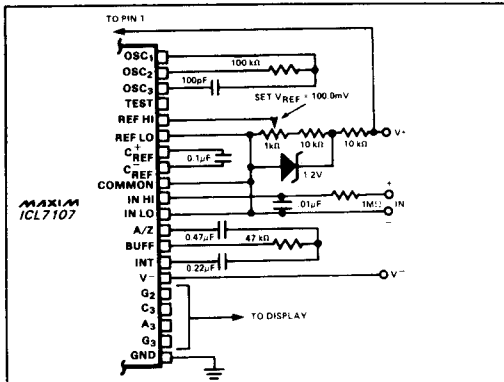 TO PIN 1
OSC1
100 kΩ
OSC2
OSC3
100pF
TEST
SET VREF = 100.0mV
REF HI
REF LO
1kΩ
10 kΩ
10 kΩ
V+
C+REF
0.1µF
C-REF
1.2V
COMMON
MAXIM
ICL7107
IN HI
+
.01µF
1MΩ
IN
IN LO
−
A/Z
0.47µF
BUFF
47 kΩ
INT
0.22µF
V−
V−
G2
C3
TO DISPLAY
A3
G3
GND